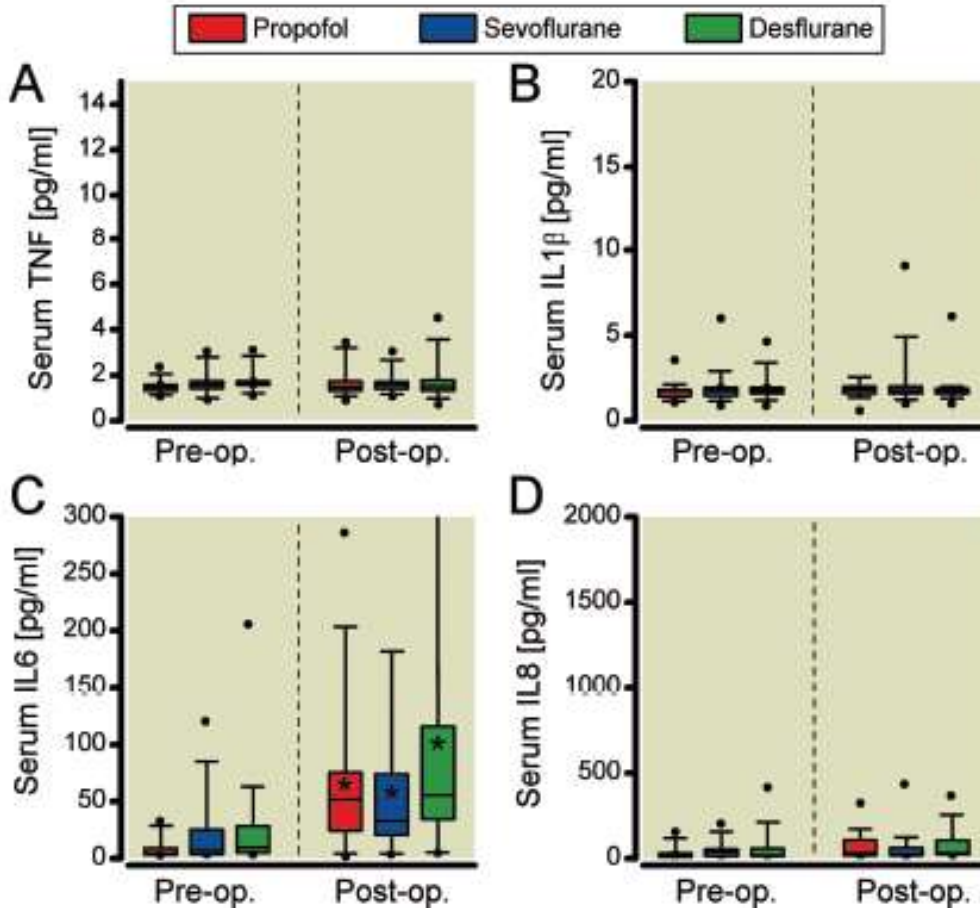 Propofol Sevoflurane Desflurane
A
Serum TNF [pg/ml]
14
12
10
8
6
4
2
0
Pre-op. Post-op.
B
Serum IL1β [pg/ml]
20
15
10
5
0
Pre-op. Post-op.
C
Serum IL6 [pg/ml]
300
250
200
150
100
50
0
Pre-op. Post-op.
D
Serum IL8 [pg/ml]
2000
1500
1000
500
0
Pre-op. Post-op.